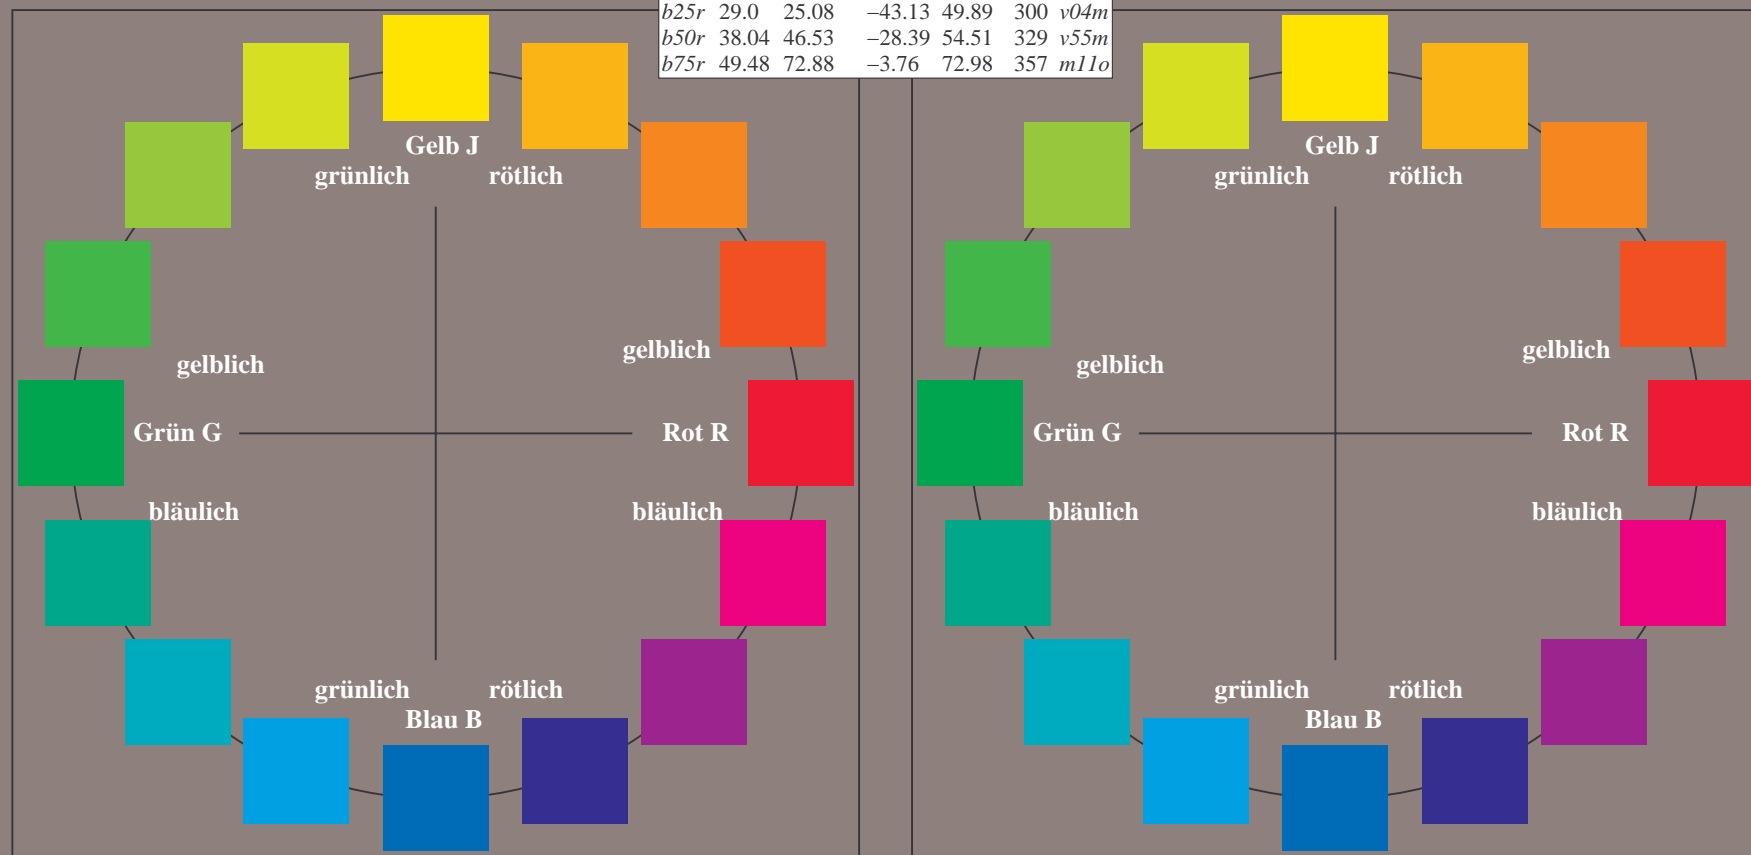 b25r 29.0 25.08 −43.13 49.89 300 v04m
b50r 38.04 46.53 −28.39 54.51 329 v55m
b75r 49.48 72.88 −3.76 72.98 357 m11o
Gelb J
grünlich rötlich
gelblich
gelblich
Grün G Rot R
bläulich bläulich
grünlich rötlich
Blau B
Gelb J
grünlich rötlich
gelblich
gelblich
Grün G Rot R
bläulich bläulich
grünlich rötlich
Blau B